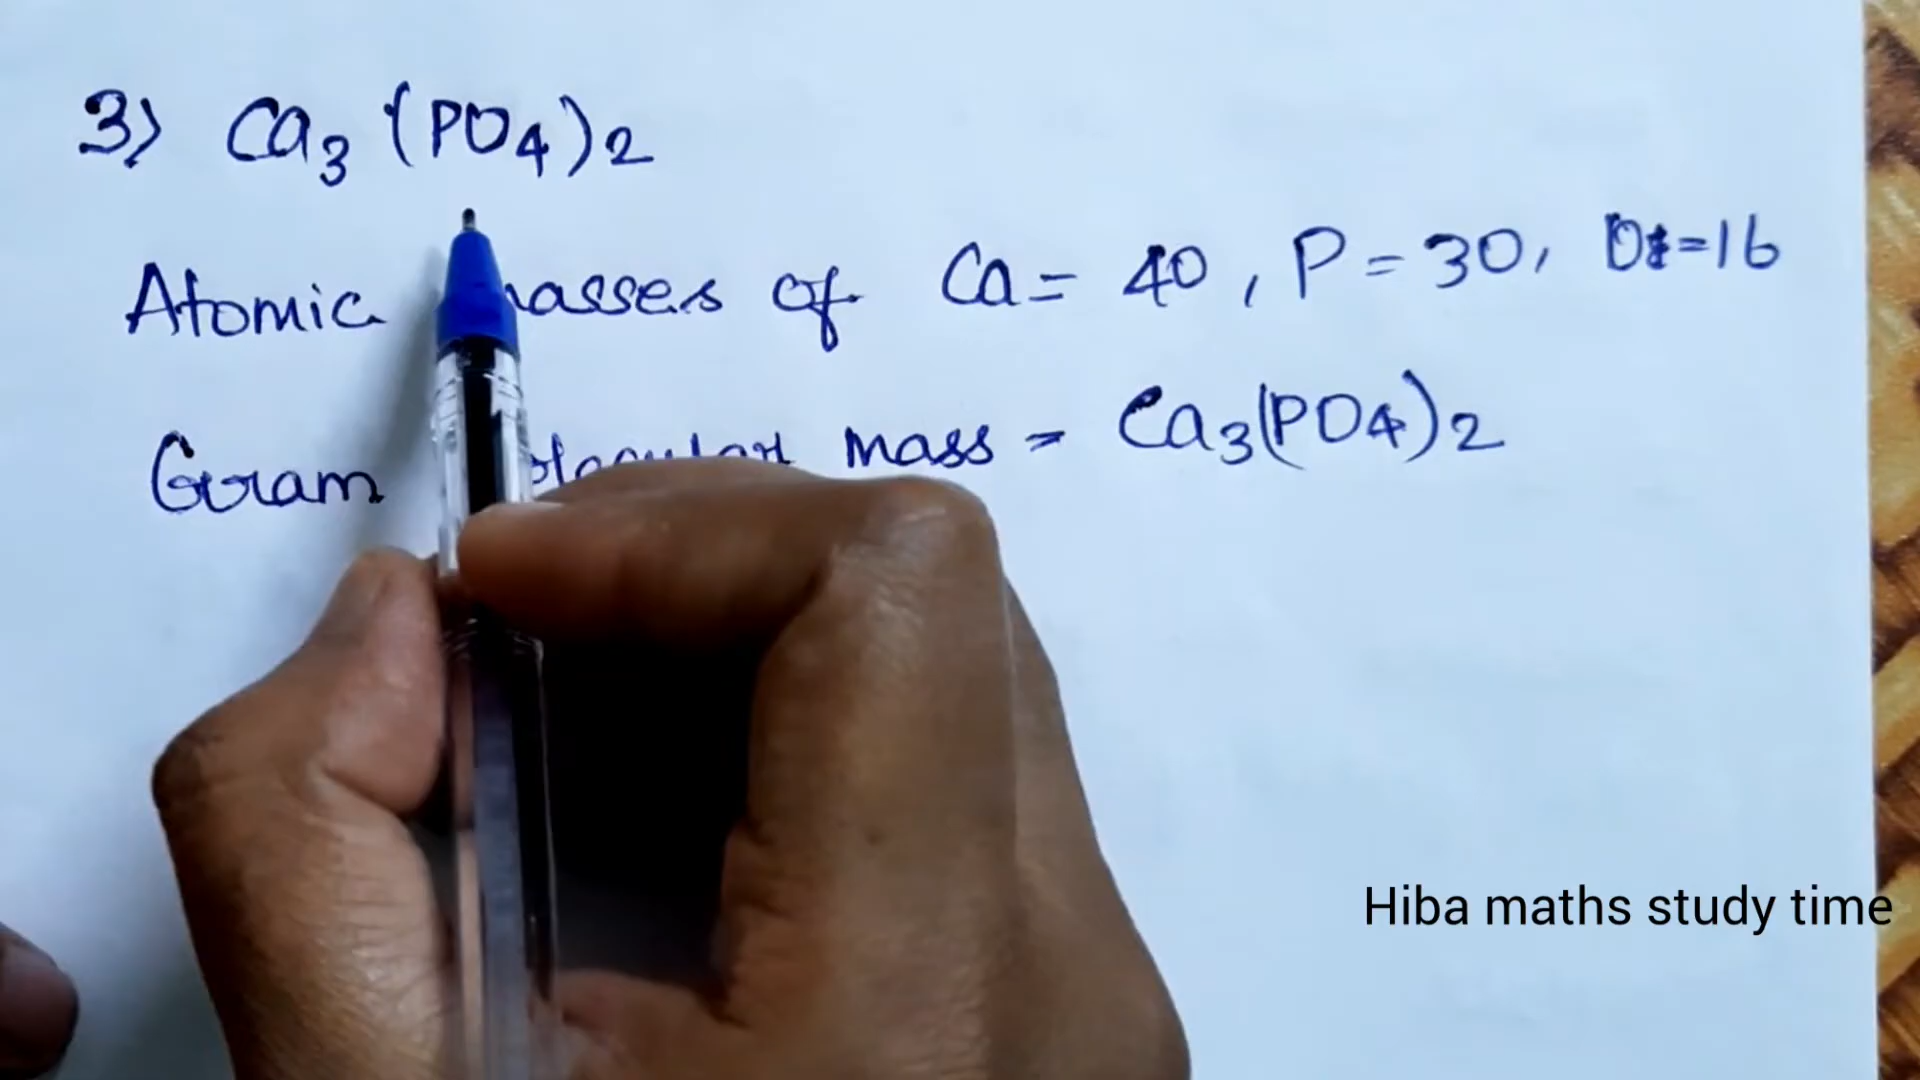 3) Ca3 (PO4)2
Atomic masses of Ca = 40, P = 30, O = 16
Gram mass = Ca3(PO4)2
Hiba maths study time